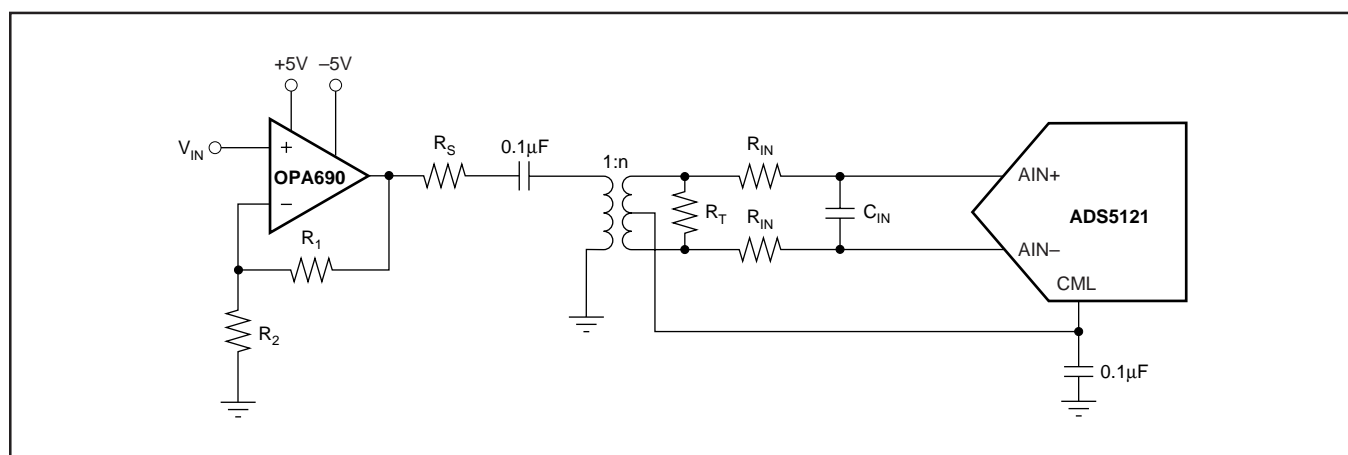 +5V
–5V
V_IN
+
OPA690
–
R_1
R_2
R_S
0.1μF
1:n
R_T
R_IN
R_IN
C_IN
AIN+
AIN–
ADS5121
CML
0.1μF